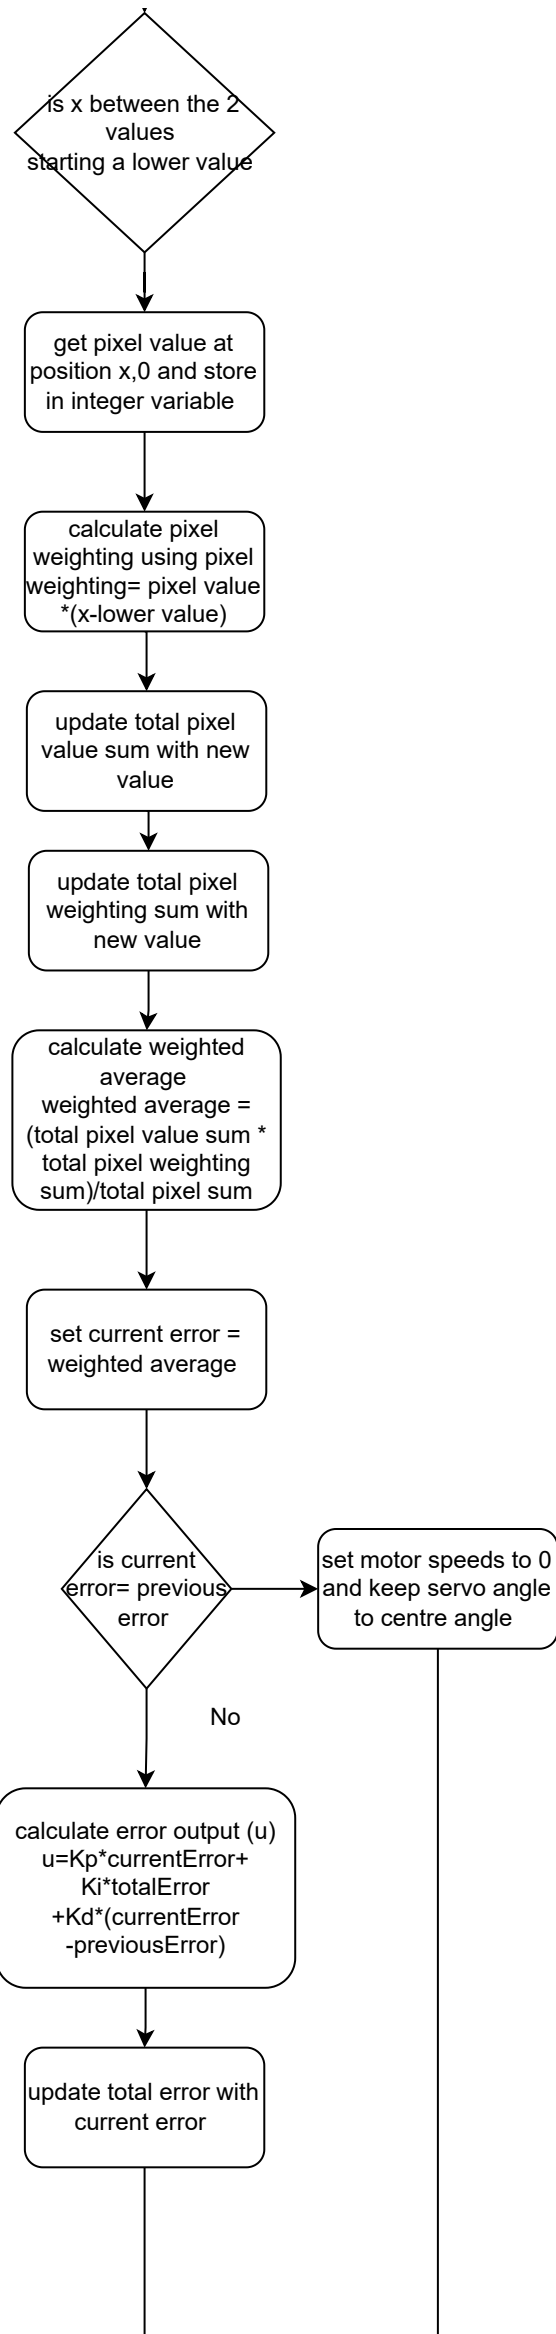 is x between the 2
values
starting a lower value
get pixel value at
position x,0 and store
in integer variable
calculate pixel
weighting using pixel
weighting= pixel value
*(x-lower value)
update total pixel
value sum with new
value
update total pixel
weighting sum with
new value
calculate weighted
average
weighted average =
(total pixel value sum *
total pixel weighting
sum)/total pixel sum
set current error =
weighted average
is current
error= previous
error
set motor speeds to 0
and keep servo angle
to centre angle
No
calculate error output (u)
u=Kp*currentError+
Ki*totalError
+Kd*(currentError
-previousError)
update total error with
current error